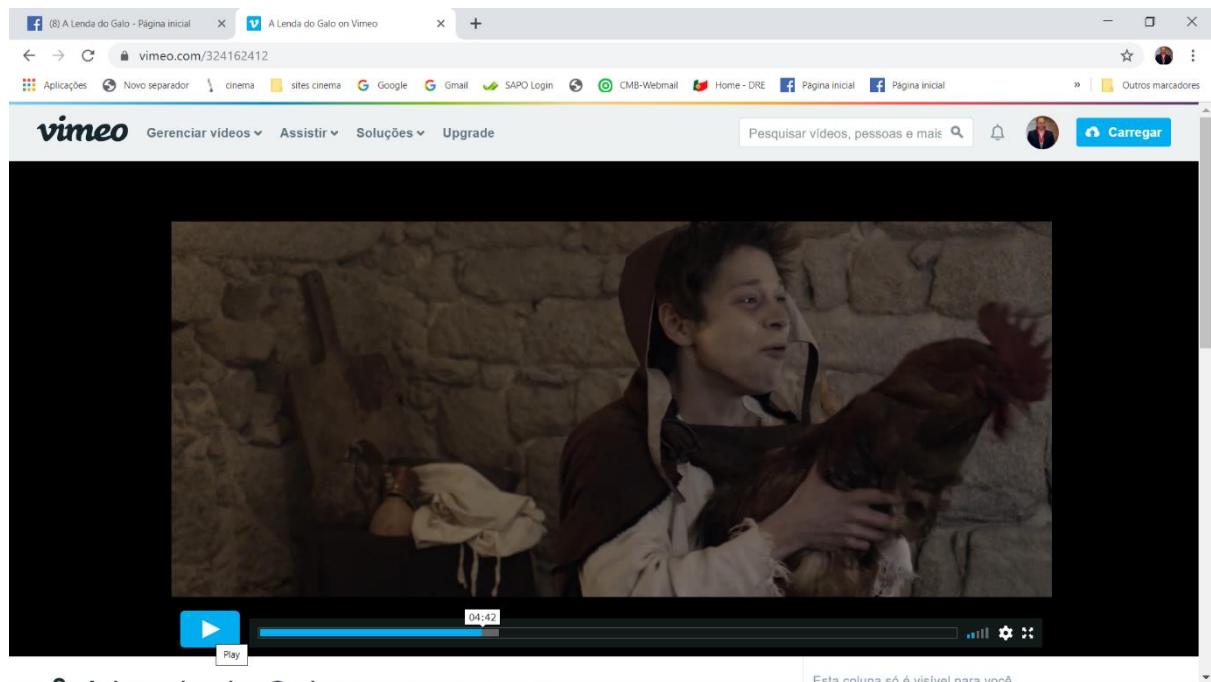 (8) A Lenda do Galo - Página inicial
A Lenda do Galo on Vimeo
vimeo.com/324162412
Aplicações Novo separador cinema sites cinema Google Gmail SAPO Login CMB-Webmail Home - DRE Página inicial Página inicial » Outros marcadores
vimeo Gerenciar vídeos Assistir Soluções Upgrade Pesquisar vídeos, pessoas e mais Carregar
04:42
Play
Esta coluna só é visível para você